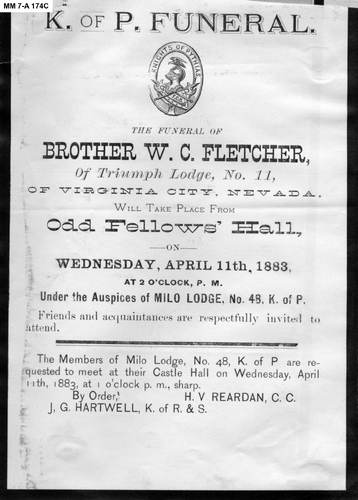 MM 7-A 174C
K. OF P. FUNERAL.
KNIGHTS OF PYTHIAS
THE FUNERAL OF
BROTHER W. C. FLETCHER,
Of Triumph Lodge, No. 11,
OF VIRGINIA CITY, NEVADA,
WILL TAKE PLACE FROM
Odd Fellows' Hall,
—ON—
WEDNESDAY, APRIL 11th, 1883,
AT 2 O'CLOCK, P. M.
Under the Auspices of MILO LODGE, No. 48, K. of P.
Friends and acquaintances are respectfully invited to
attend.
The Members of Milo Lodge, No. 48, K. of P are re-
quested to meet at their Castle Hall on Wednesday, April
11th, 1883, at 1 o'clock p. m., sharp.
By Order, H. V REARDAN, C. C.
J. G. HARTWELL, K. of R. & S.